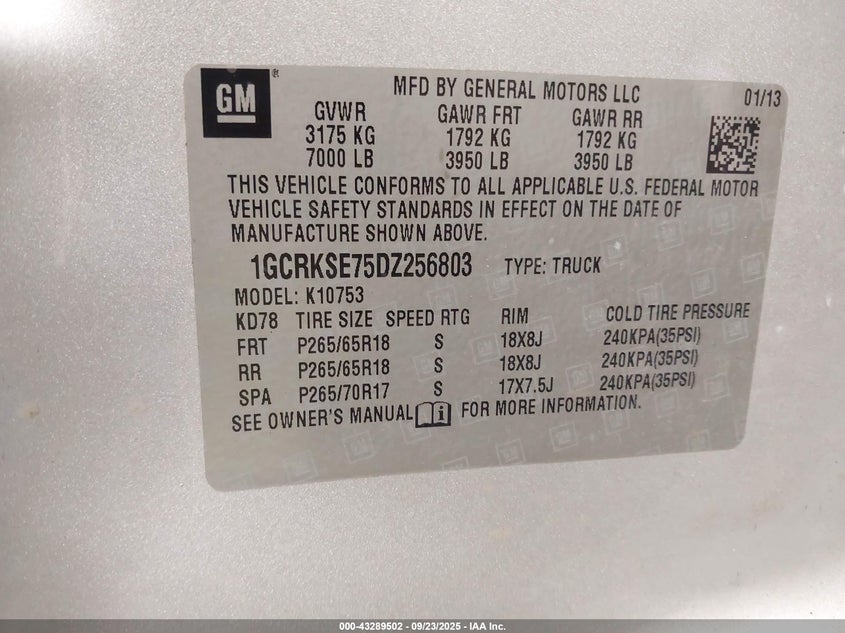 GM
®
MFD BY GENERAL MOTORS LLC
01/13
GVWR GAWR FRT GAWR RR
3175 KG 1792 KG 1792 KG
7000 LB 3950 LB 3950 LB
THIS VEHICLE CONFORMS TO ALL APPLICABLE U.S. FEDERAL MOTOR
VEHICLE SAFETY STANDARDS IN EFFECT ON THE DATE OF
MANUFACTURE SHOWN ABOVE.
1GCRKSE75DZ256803 TYPE: TRUCK
MODEL: K10753
KD78 TIRE SIZE SPEED RTG RIM COLD TIRE PRESSURE
FRT P265/65R18 S 18X8J 240KPA(35PSI)
RR P265/65R18 S 18X8J 240KPA(35PSI)
SPA P265/70R17 S 17X7.5J 240KPA(35PSI)
SEE OWNER'S MANUAL i FOR MORE INFORMATION.
000-43289502 - 09/23/2025 - IAA Inc.